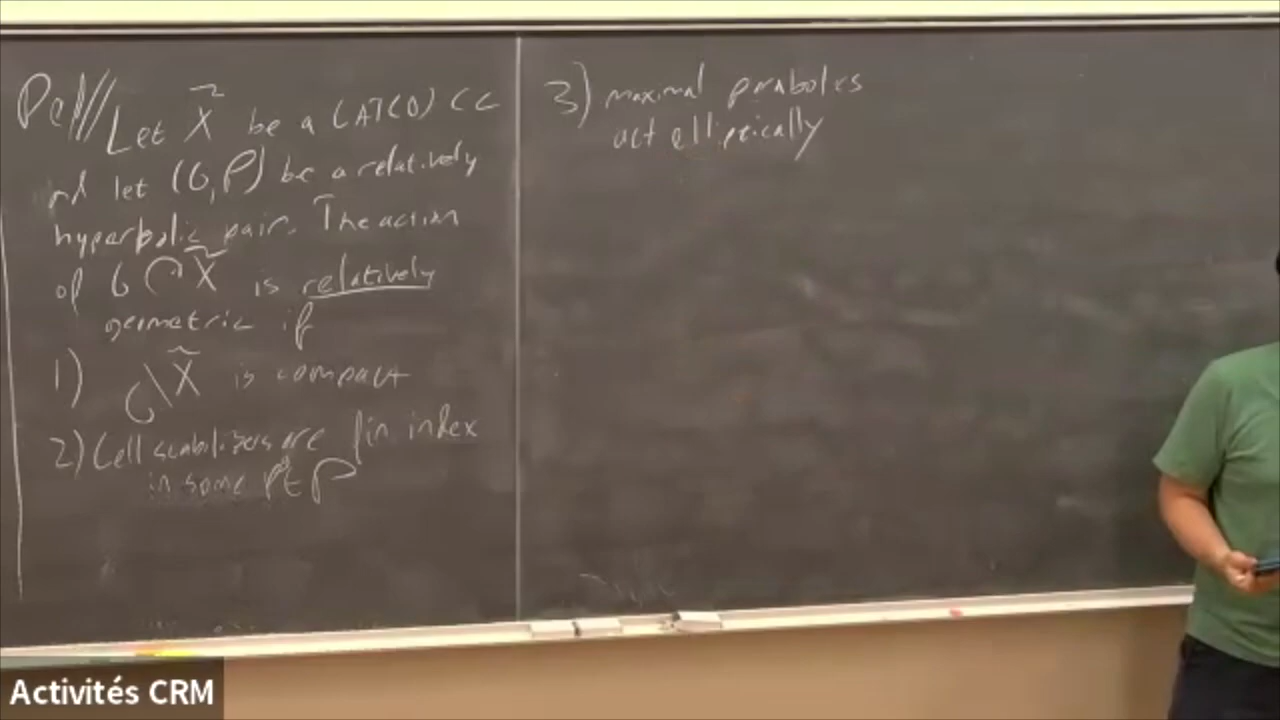 Def// Let X̃ be a CAT(0) CC
nd let (G,P) be a relatively
hyperbolic pair. The action
of G ↷ X̃ is relatively
geometric if
1) G\X̃ is compact
2) Cell stabilizers are fin index
in some P^g ∈ P
3) maximal paraboles
act elliptically
Activités CRM